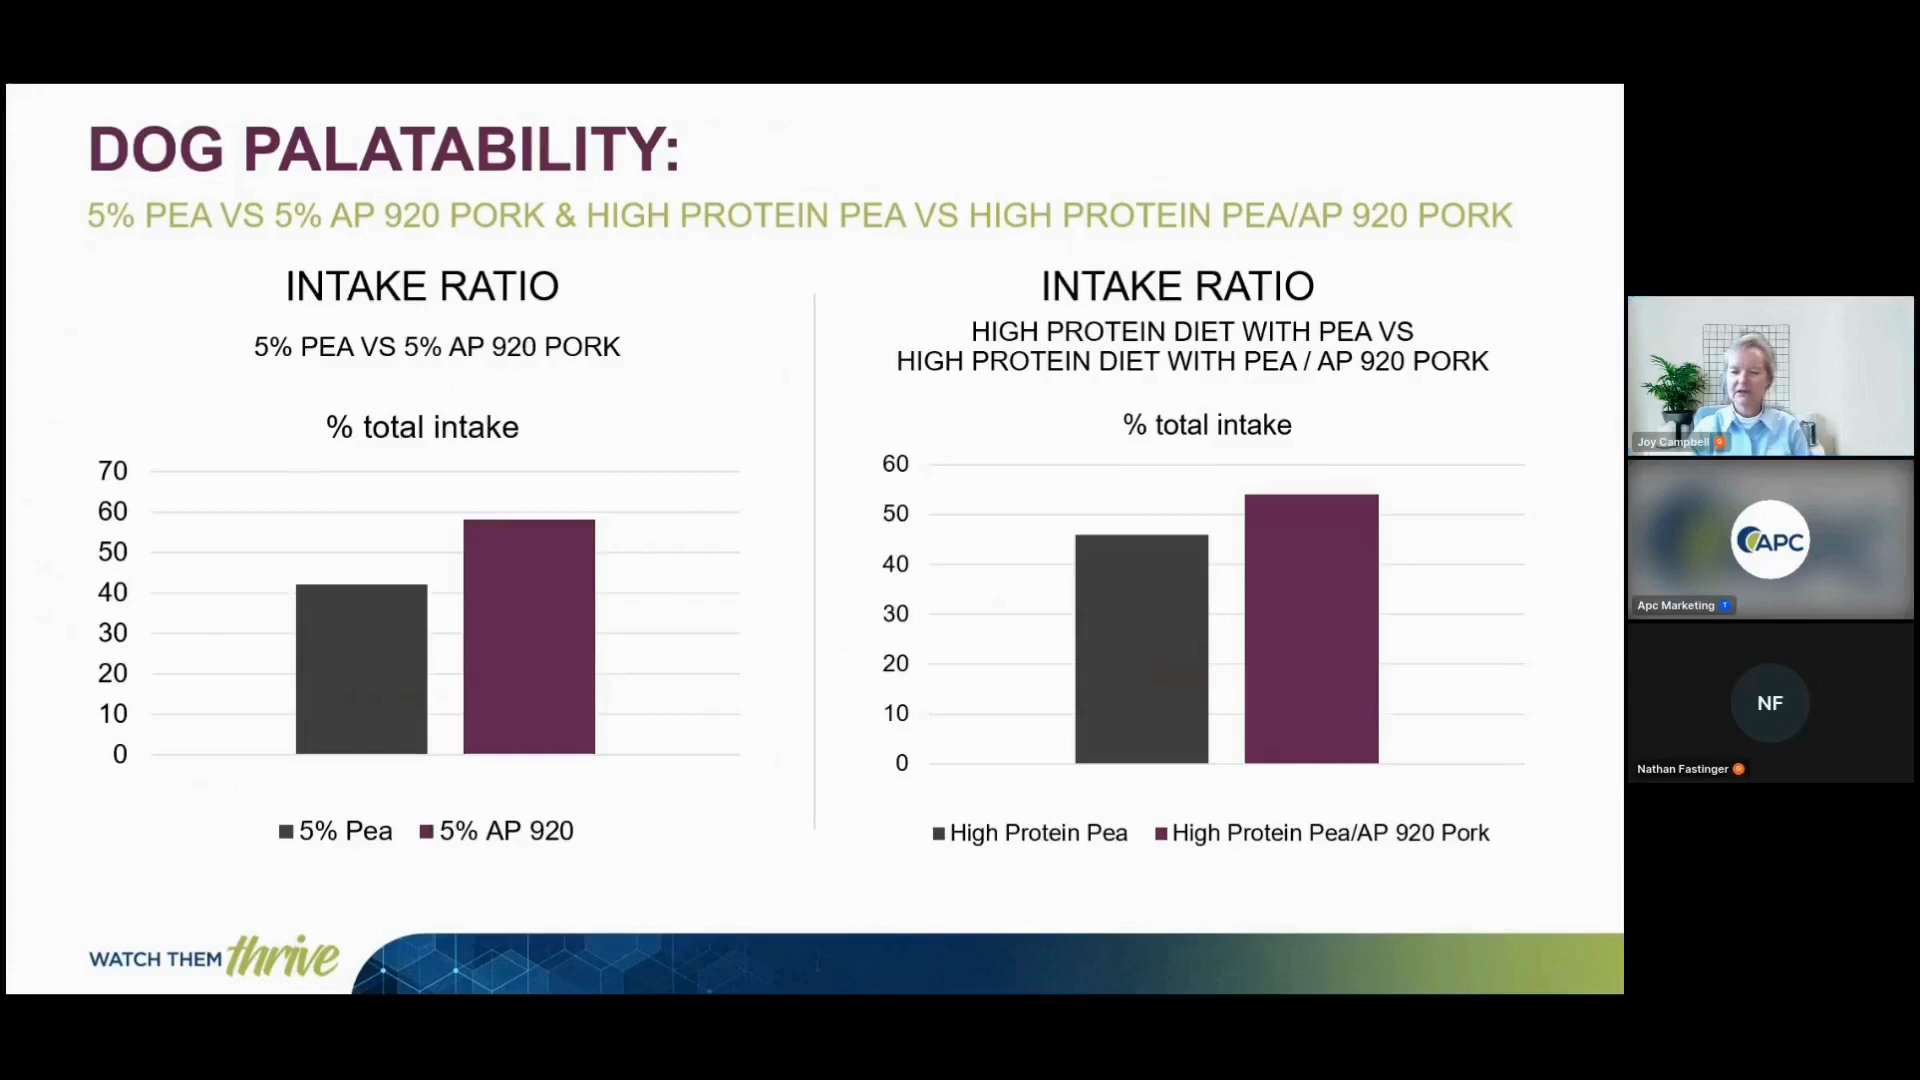 DOG PALATABILITY:
5% PEA VS 5% AP 920 PORK & HIGH PROTEIN PEA VS HIGH PROTEIN PEA/AP 920 PORK
INTAKE RATIO
5% PEA VS 5% AP 920 PORK
% total intake
70
60
50
40
30
20
10
0
5% Pea
5% AP 920
INTAKE RATIO
HIGH PROTEIN DIET WITH PEA VS
HIGH PROTEIN DIET WITH PEA / AP 920 PORK
% total intake
60
50
40
30
20
10
0
High Protein Pea
High Protein Pea/AP 920 Pork
WATCH THEM thrive
Joy Campbell G
APC
Apc Marketing T
NF
Nathan Fastinger G